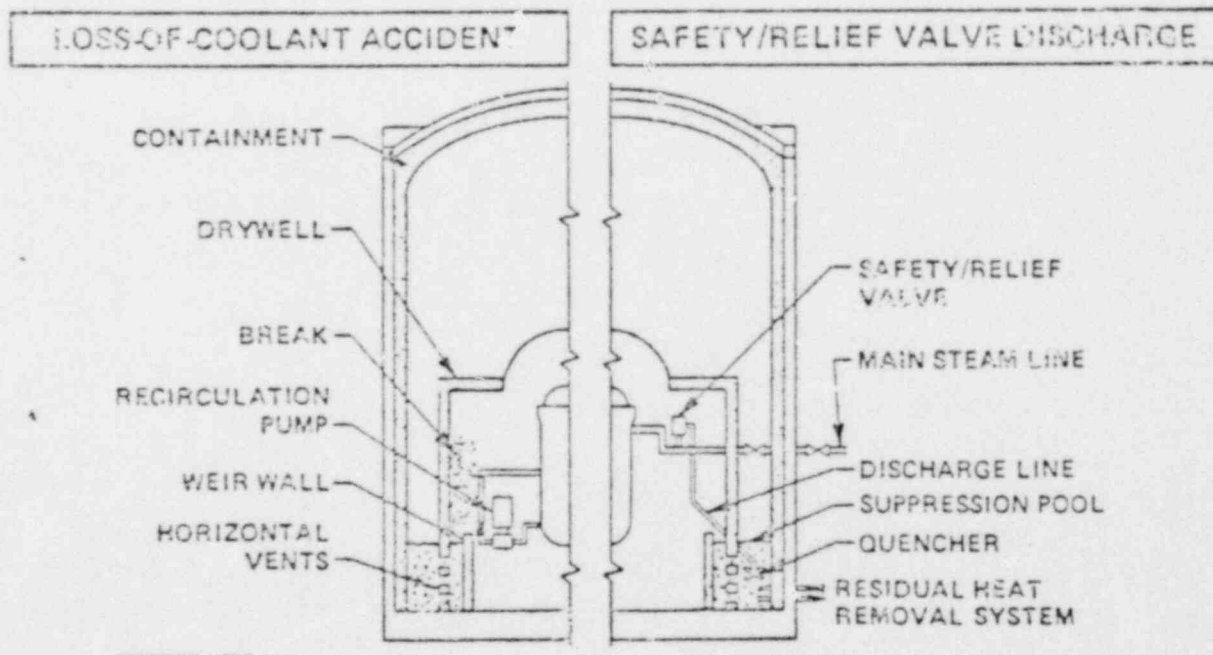 LOSS-OF-COOLANT ACCIDENT
SAFETY/RELIEF VALVE DISCHARGE
CONTAINMENT
DRYWELL
BREAK
RECIRCULATION
PUMP
WEIR WALL
HORIZONTAL
VENTS
SAFETY/RELIEF
VALVE
MAIN STEAM LINE
DISCHARGE LINE
SUPPRESSION POOL
QUENCHER
RESIDUAL HEAT
REMOVAL SYSTEM